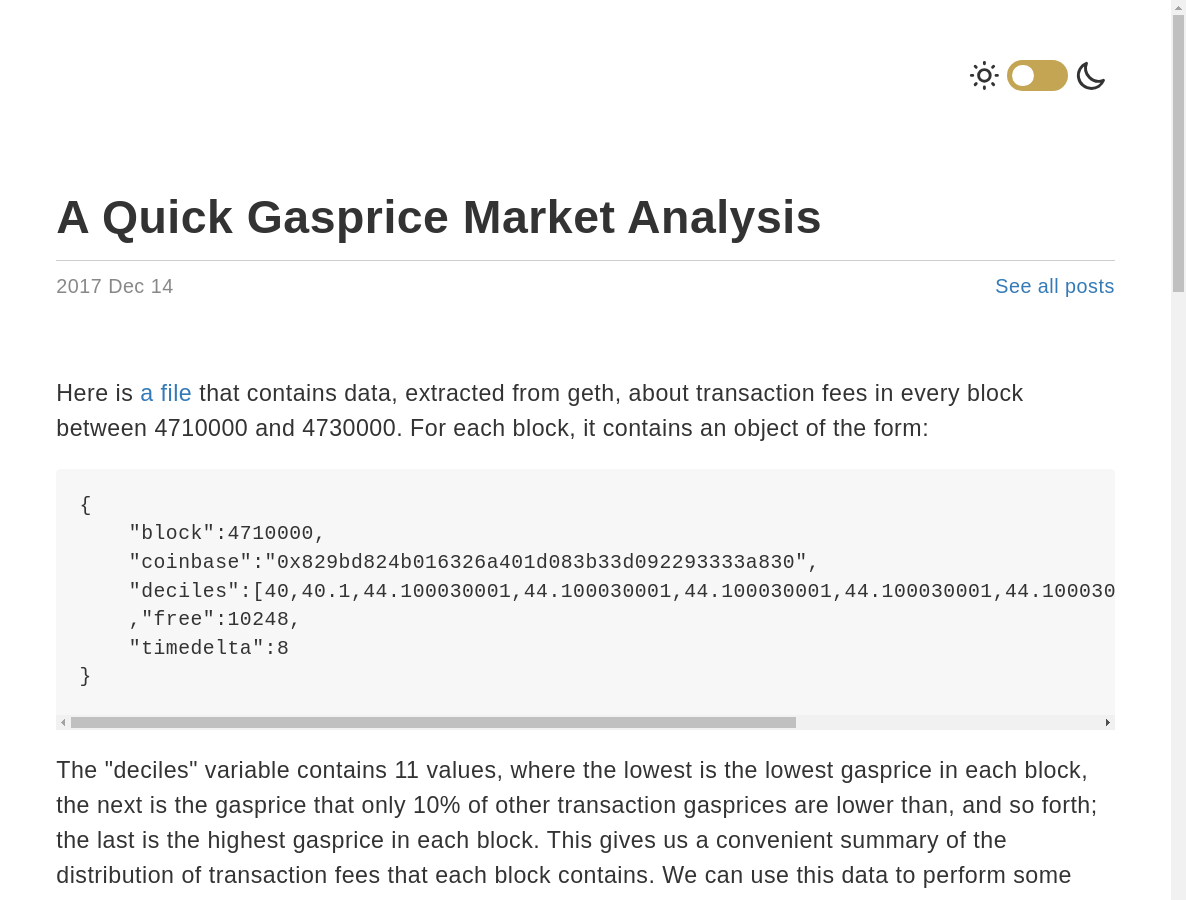 A Quick Gasprice Market Analysis
2017 Dec 14
See all posts
Here is a file that contains data, extracted from geth, about transaction fees in every block
between 4710000 and 4730000. For each block, it contains an object of the form:
{
    "block":4710000,
    "coinbase":"0x829bd824b016326a401d083b33d092293333a830",
    "deciles":[40,40.1,44.100030001,44.100030001,44.100030001,44.100030001,44.100030
    ,"free":10248,
    "timedelta":8
}
The "deciles" variable contains 11 values, where the lowest is the lowest gasprice in each block,
the next is the gasprice that only 10% of other transaction gasprices are lower than, and so forth;
the last is the highest gasprice in each block. This gives us a convenient summary of the
distribution of transaction fees that each block contains. We can use this data to perform some